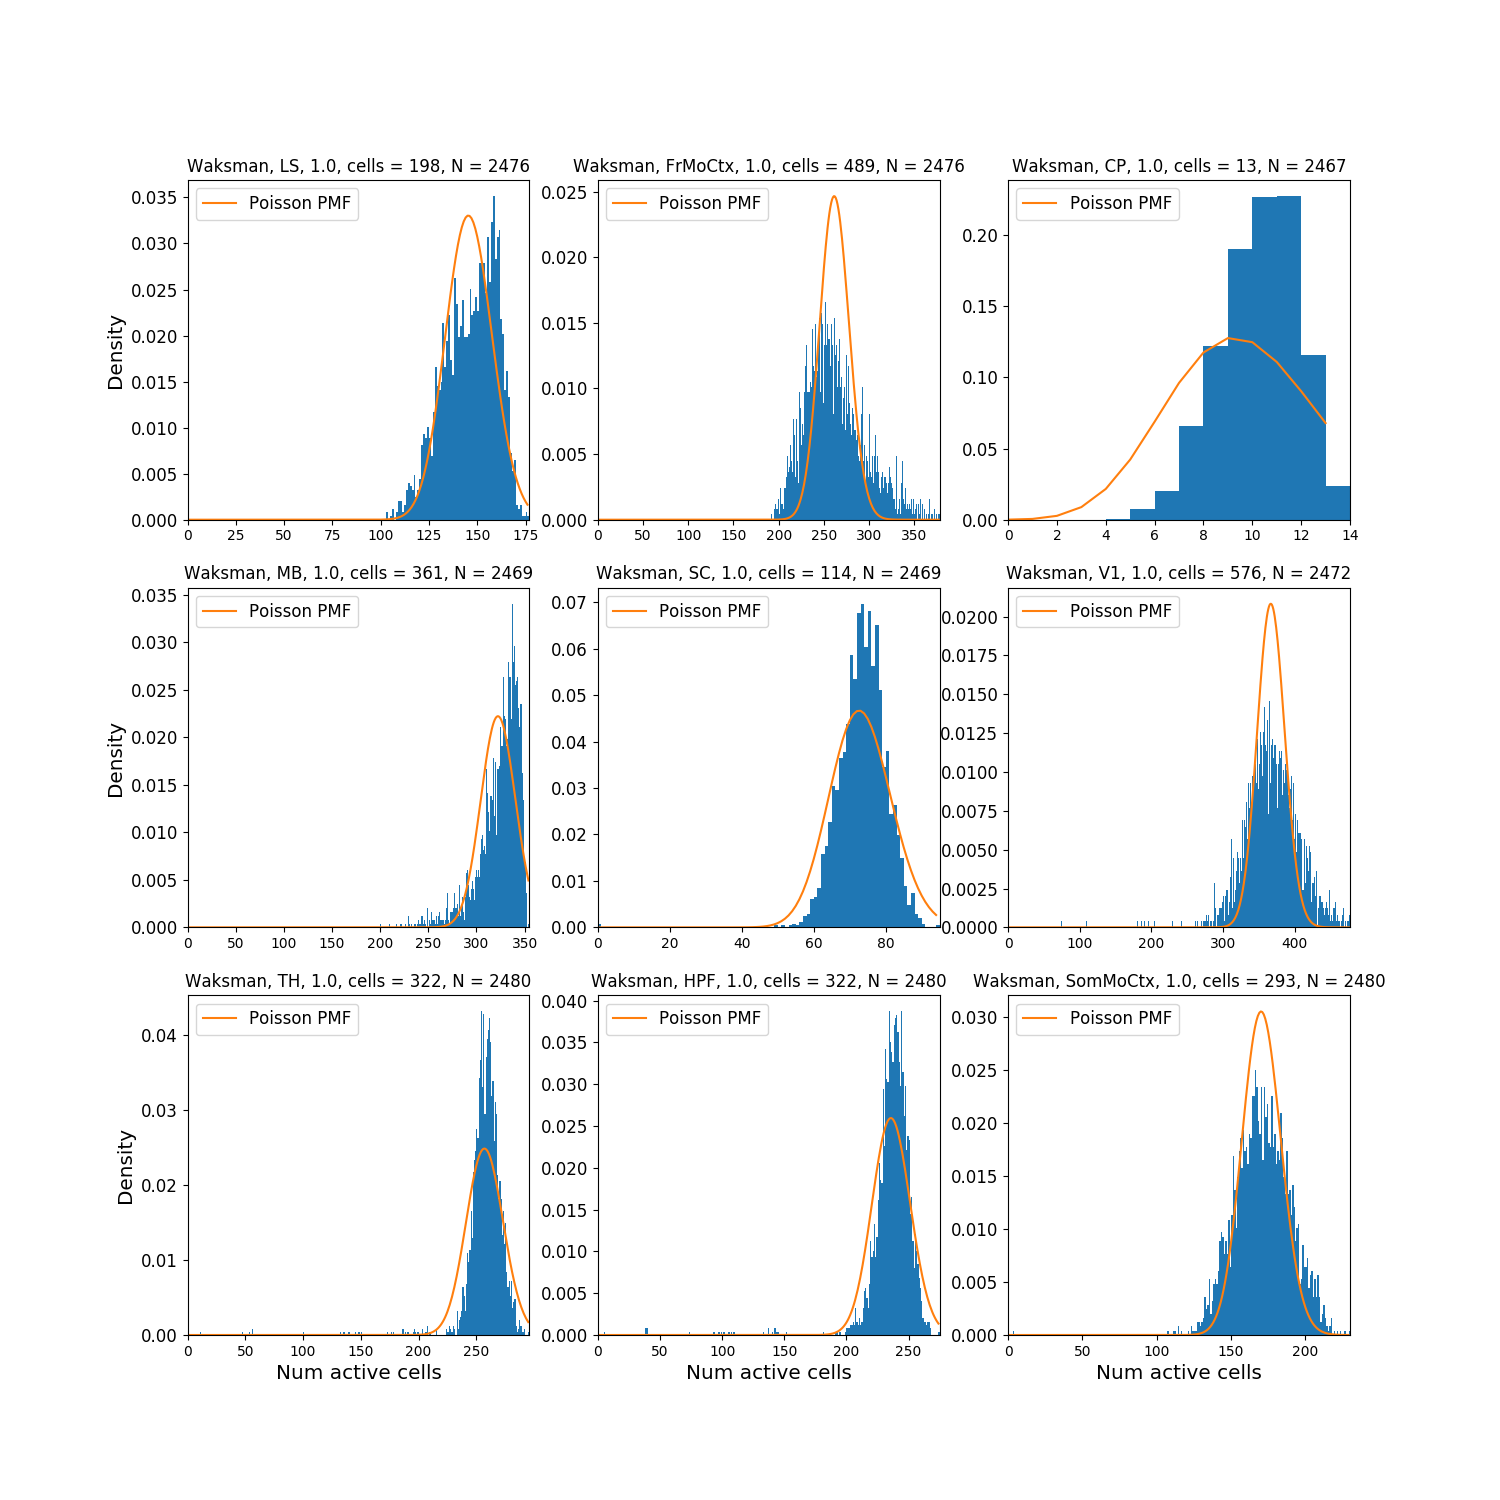 Waksman, LS, 1.0, cells = 198, N = 2476
Waksman, FrMoCtx, 1.0, cells = 489, N = 2476
Waksman, CP, 1.0, cells = 13, N = 2467
Poisson PMF
Poisson PMF
Poisson PMF
Density
0.035
0.030
0.025
0.020
0.015
0.010
0.005
0.000
0 25 50 75 100 125 150 175
0.025
0.020
0.015
0.010
0.005
0.000
0 50 100 150 200 250 300 350
0.20
0.15
0.10
0.05
0.00
0 2 4 6 8 10 12 14
Waksman, MB, 1.0, cells = 361, N = 2469
Waksman, SC, 1.0, cells = 114, N = 2469
Waksman, V1, 1.0, cells = 576, N = 2472
Poisson PMF
Poisson PMF
Poisson PMF
Density
0.035
0.030
0.025
0.020
0.015
0.010
0.005
0.000
0 50 100 150 200 250 300 350
0.07
0.06
0.05
0.04
0.03
0.02
0.01
0.00
0 20 40 60 80
0.0200
0.0175
0.0150
0.0125
0.0100
0.0075
0.0050
0.0025
0.0000
0 100 200 300 400
Waksman, TH, 1.0, cells = 322, N = 2480
Waksman, HPF, 1.0, cells = 322, N = 2480
Waksman, SomMoCtx, 1.0, cells = 293, N = 2480
Poisson PMF
Poisson PMF
Poisson PMF
Density
0.04
0.03
0.02
0.01
0.00
0 50 100 150 200 250
Num active cells
0.040
0.035
0.030
0.025
0.020
0.015
0.010
0.005
0.000
0 50 100 150 200 250
Num active cells
0.030
0.025
0.020
0.015
0.010
0.005
0.000
0 50 100 150 200
Num active cells